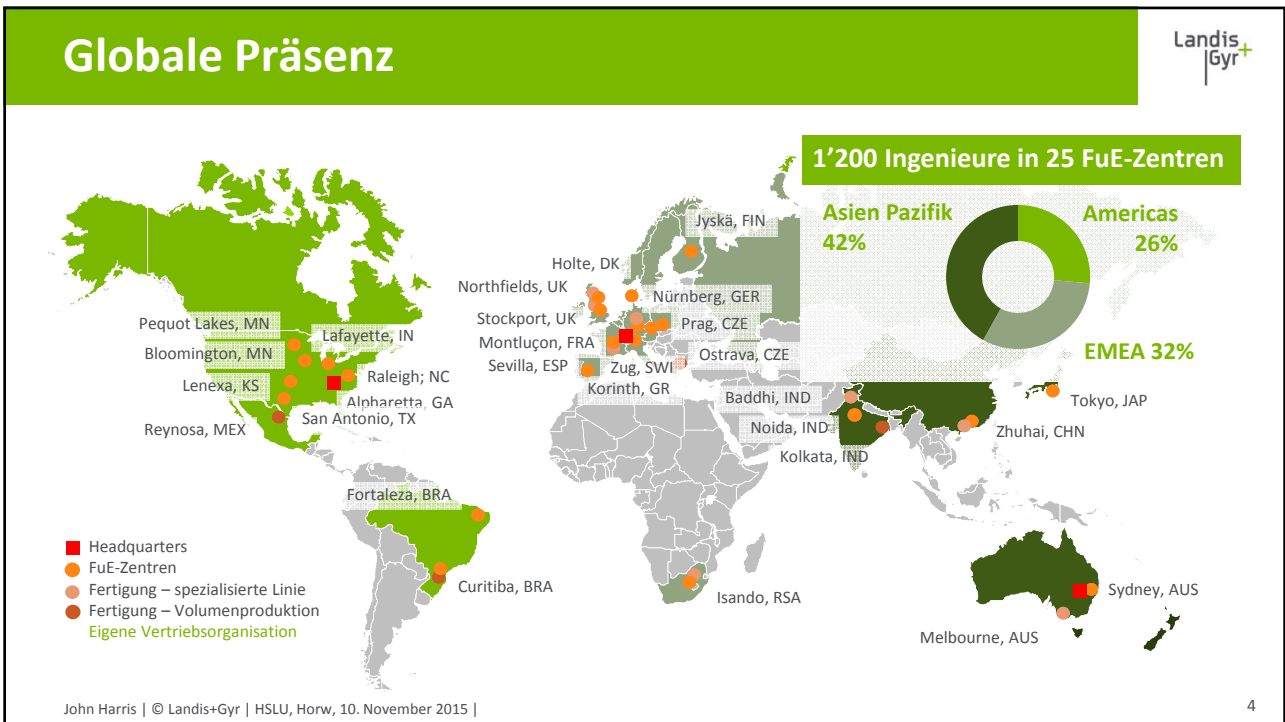 Globale Präsenz
Landis+
Gyr
1’200 Ingenieure in 25 FuE-Zentren
Asien Pazifik
42%
Americas
26%
EMEA 32%
Jyskä, FIN
Holte, DK
Northfields, UK
Nürnberg, GER
Stockport, UK
Prag, CZE
Montluçon, FRA
Ostrava, CZE
Sevilla, ESP
Zug, SWI
Korinth, GR
Pequot Lakes, MN
Lafayette, IN
Bloomington, MN
Lenexa, KS
Raleigh; NC
Alpharetta, GA
San Antonio, TX
Reynosa, MEX
Baddhi, IND
Noida, IND
Kolkata, IND
Tokyo, JAP
Zhuhai, CHN
Fortaleza, BRA
Curitiba, BRA
Isando, RSA
Sydney, AUS
Melbourne, AUS
Headquarters
FuE-Zentren
Fertigung – spezialisierte Linie
Fertigung – Volumenproduktion
Eigene Vertriebsorganisation
John Harris | © Landis+Gyr | HSLU, Horw, 10. November 2015 |
4